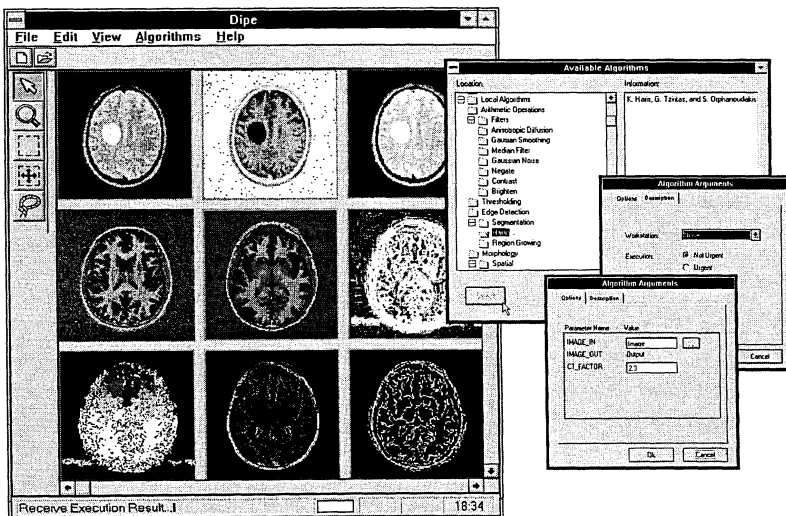 Dipe
File Edit View Algorithms Help
Receive Execution Result...
18:34
Available Algorithms
Location:
Information:
Local Algorithms
Arithmetic Operations
Filters
Anisotropic Diffusion
Gaussian Smoothing
Median Filter
Gaussian Noise
Negate
Contrast
Brighten
Thresholding
Edge Detection
Segmentation
Region Growing
Morphology
Spatial
K. Haris, G. Tziritas, and S. Orphanoudakis
Select
Algorithm Arguments
Options Description
Workstation:
Execution:
Not Urgent
Urgent
Cancel
Algorithm Arguments
Options Description
Parameter Name Value
IMAGE_IN Image ...
IMAGE_OUT Output
CT_FACTOR 2.3
Ok Cancel